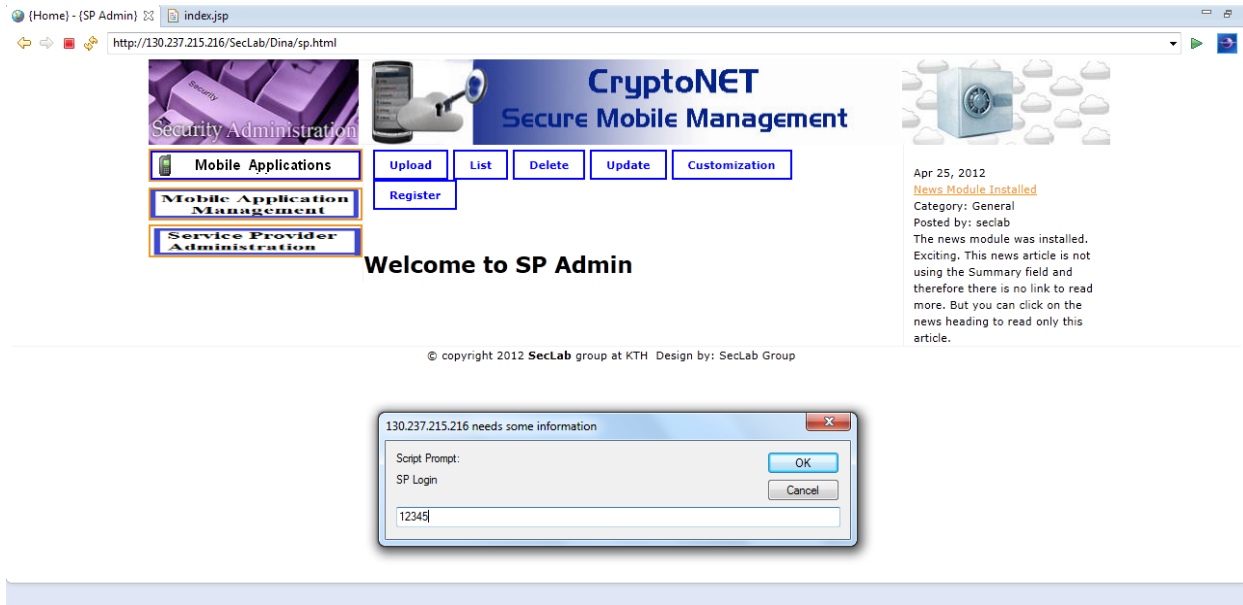 {Home} - {SP Admin}
index.jsp
http://130.237.215.216/SecLab/Dina/sp.html
Security
Security Administration
CryptoNET
Secure Mobile Management
Mobile Applications
Mobile Application
Management
Service Provider
Administration
Upload List Delete Update Customization
Register
Welcome to SP Admin
Apr 25, 2012
News Module Installed
Category: General
Posted by: seclab
The news module was installed.
Exciting. This news article is not
using the Summary field and
therefore there is no link to read
more. But you can click on the
news heading to read only this
article.
© copyright 2012 SecLab group at KTH Design by: SecLab Group
130.237.215.216 needs some information
Script Prompt:
SP Login
OK
Cancel
12345